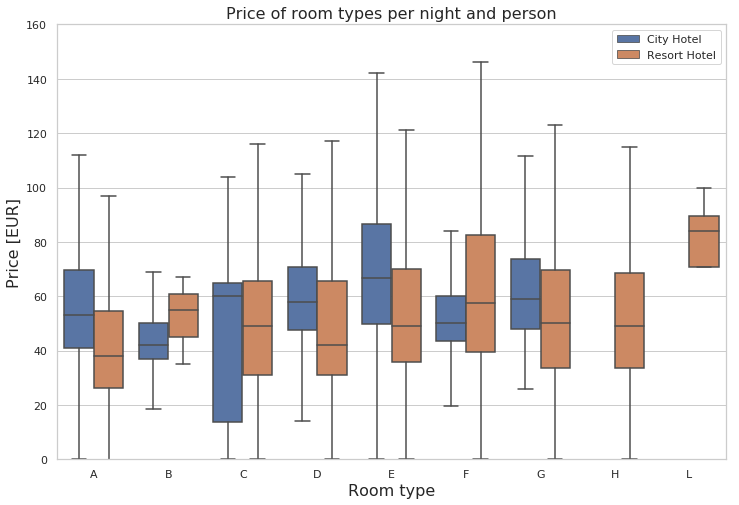 Price of room types per night and person
City Hotel
Resort Hotel
Price [EUR]
160
140
120
100
80
60
40
20
0
A B C D E F G H L
Room type